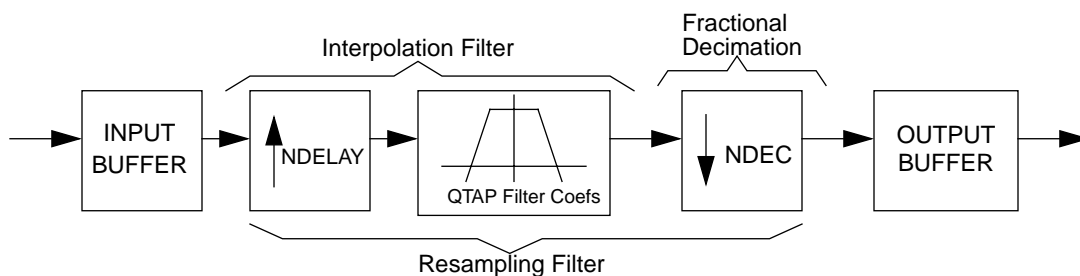 Interpolation Filter
Fractional
Decimation
INPUT
BUFFER
NDELAY
QTAP Filter Coefs
NDEC
OUTPUT
BUFFER
Resampling Filter